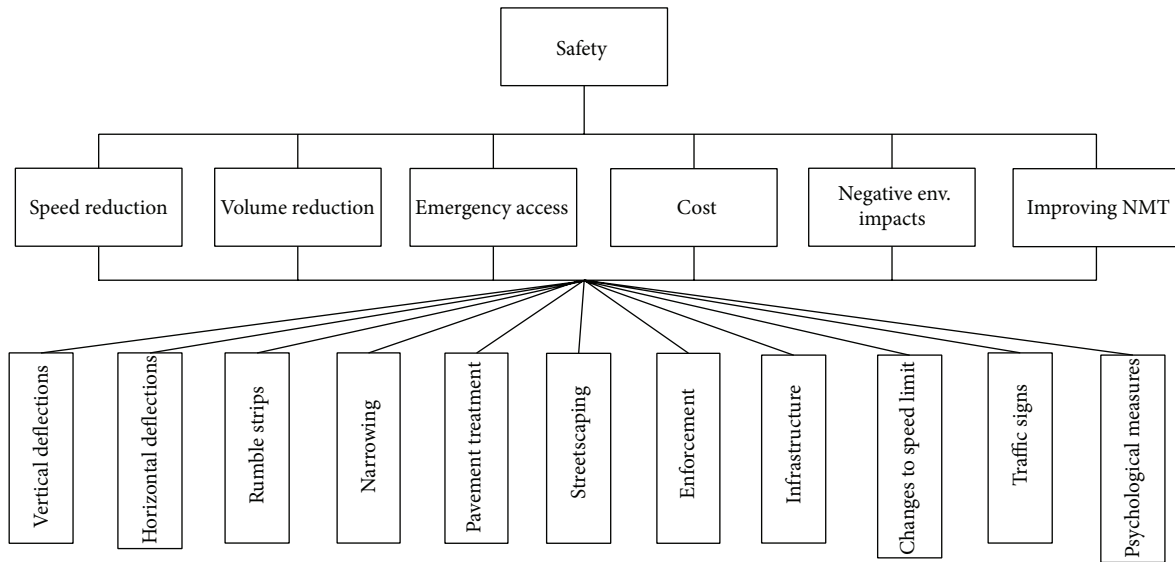 Safety
Speed reduction
Volume reduction
Emergency access
Cost
Negative env.
impacts
Improving NMT
Vertical deflections
Horizontal deflections
Rumble strips
Narrowing
Pavement treatment
Streetscaping
Enforcement
Infrastructure
Changes to speed limit
Traffic signs
Psychological measures